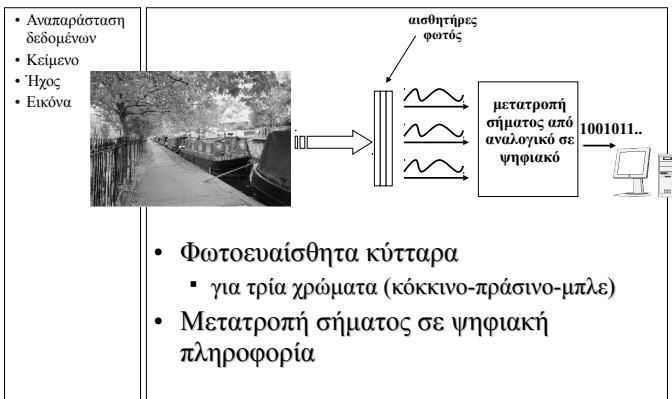 • Αναπαράσταση
δεδομένων
• Κείμενο
• Ήχος
• Εικόνα
αισθητήρες
φωτός
μετατροπή
σήματος από
αναλογικό σε
ψηφιακό
1001011..
• Φωτοευαίσθητα κύτταρα
▪ για τρία χρώματα (κόκκινο-πράσινο-μπλε)
• Μετατροπή σήματος σε ψηφιακή
πληροφορία